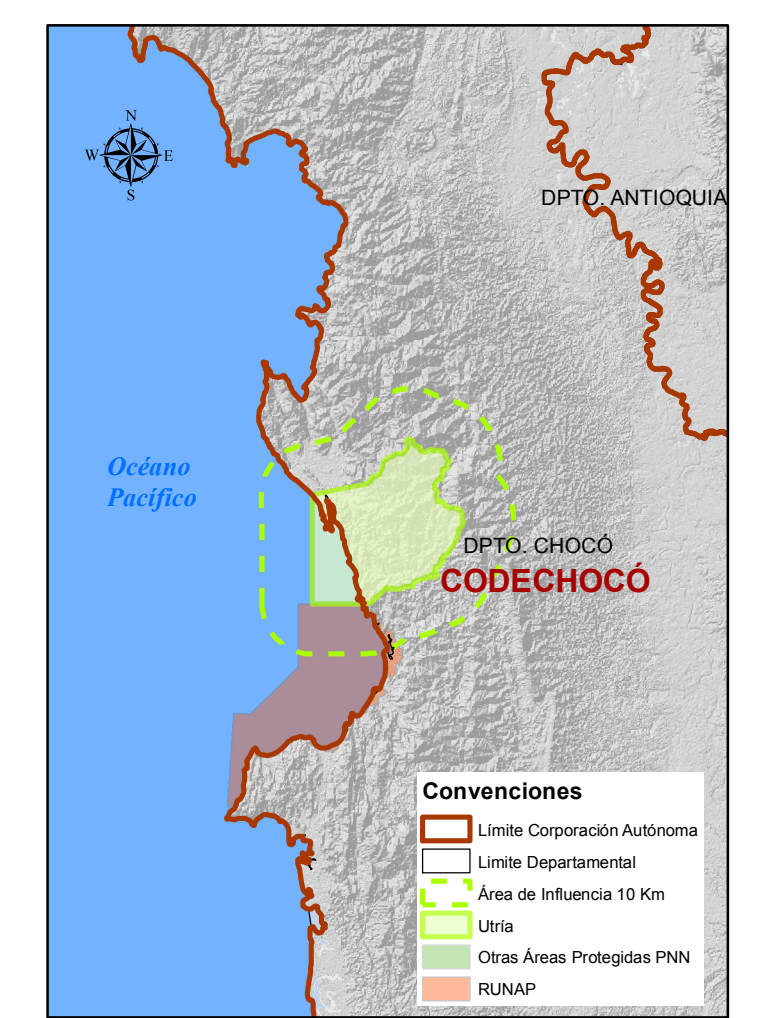 N
W E
S
DPTO. ANTIOQUIA
Océano
Pacífico
DPTO. CHOCÓ
CODECHOCÓ
Convenciones
Límite Corporación Autónoma
Limite Departamental
Área de Influencia 10 Km
Utría
Otras Áreas Protegidas PNN
RUNAP